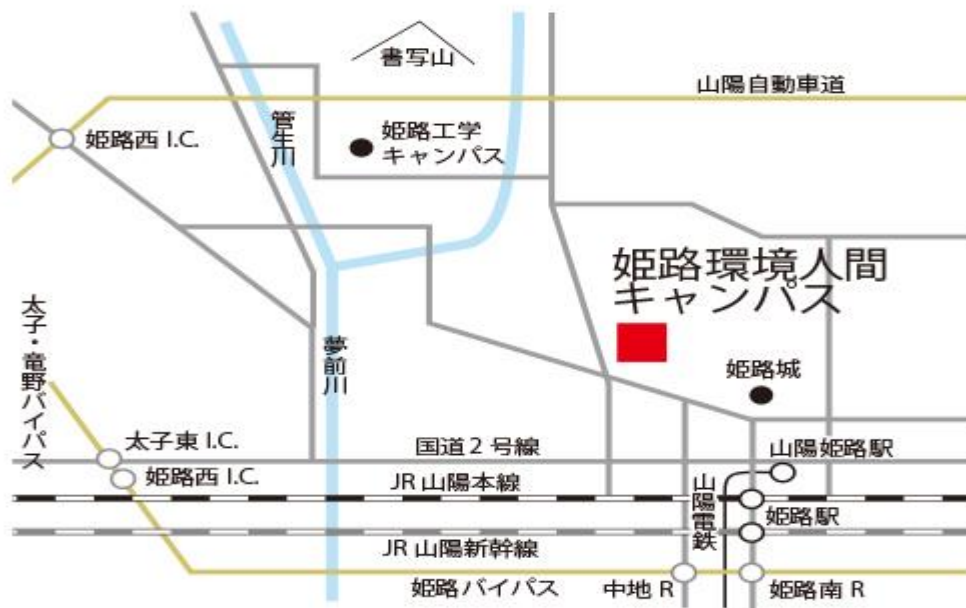 書写山
山陽自動車道
姫路西 I.C.
管生川
姫路工学
キャンパス
姫路環境人間
キャンパス
太子・竜野バイパス
夢前川
姫路城
太子東 I.C.
国道2号線
山陽姫路駅
姫路西 I.C.
JR 山陽本線
山陽電鉄
姫路駅
JR 山陽新幹線
姫路バイパス
中地 R
姫路南 R